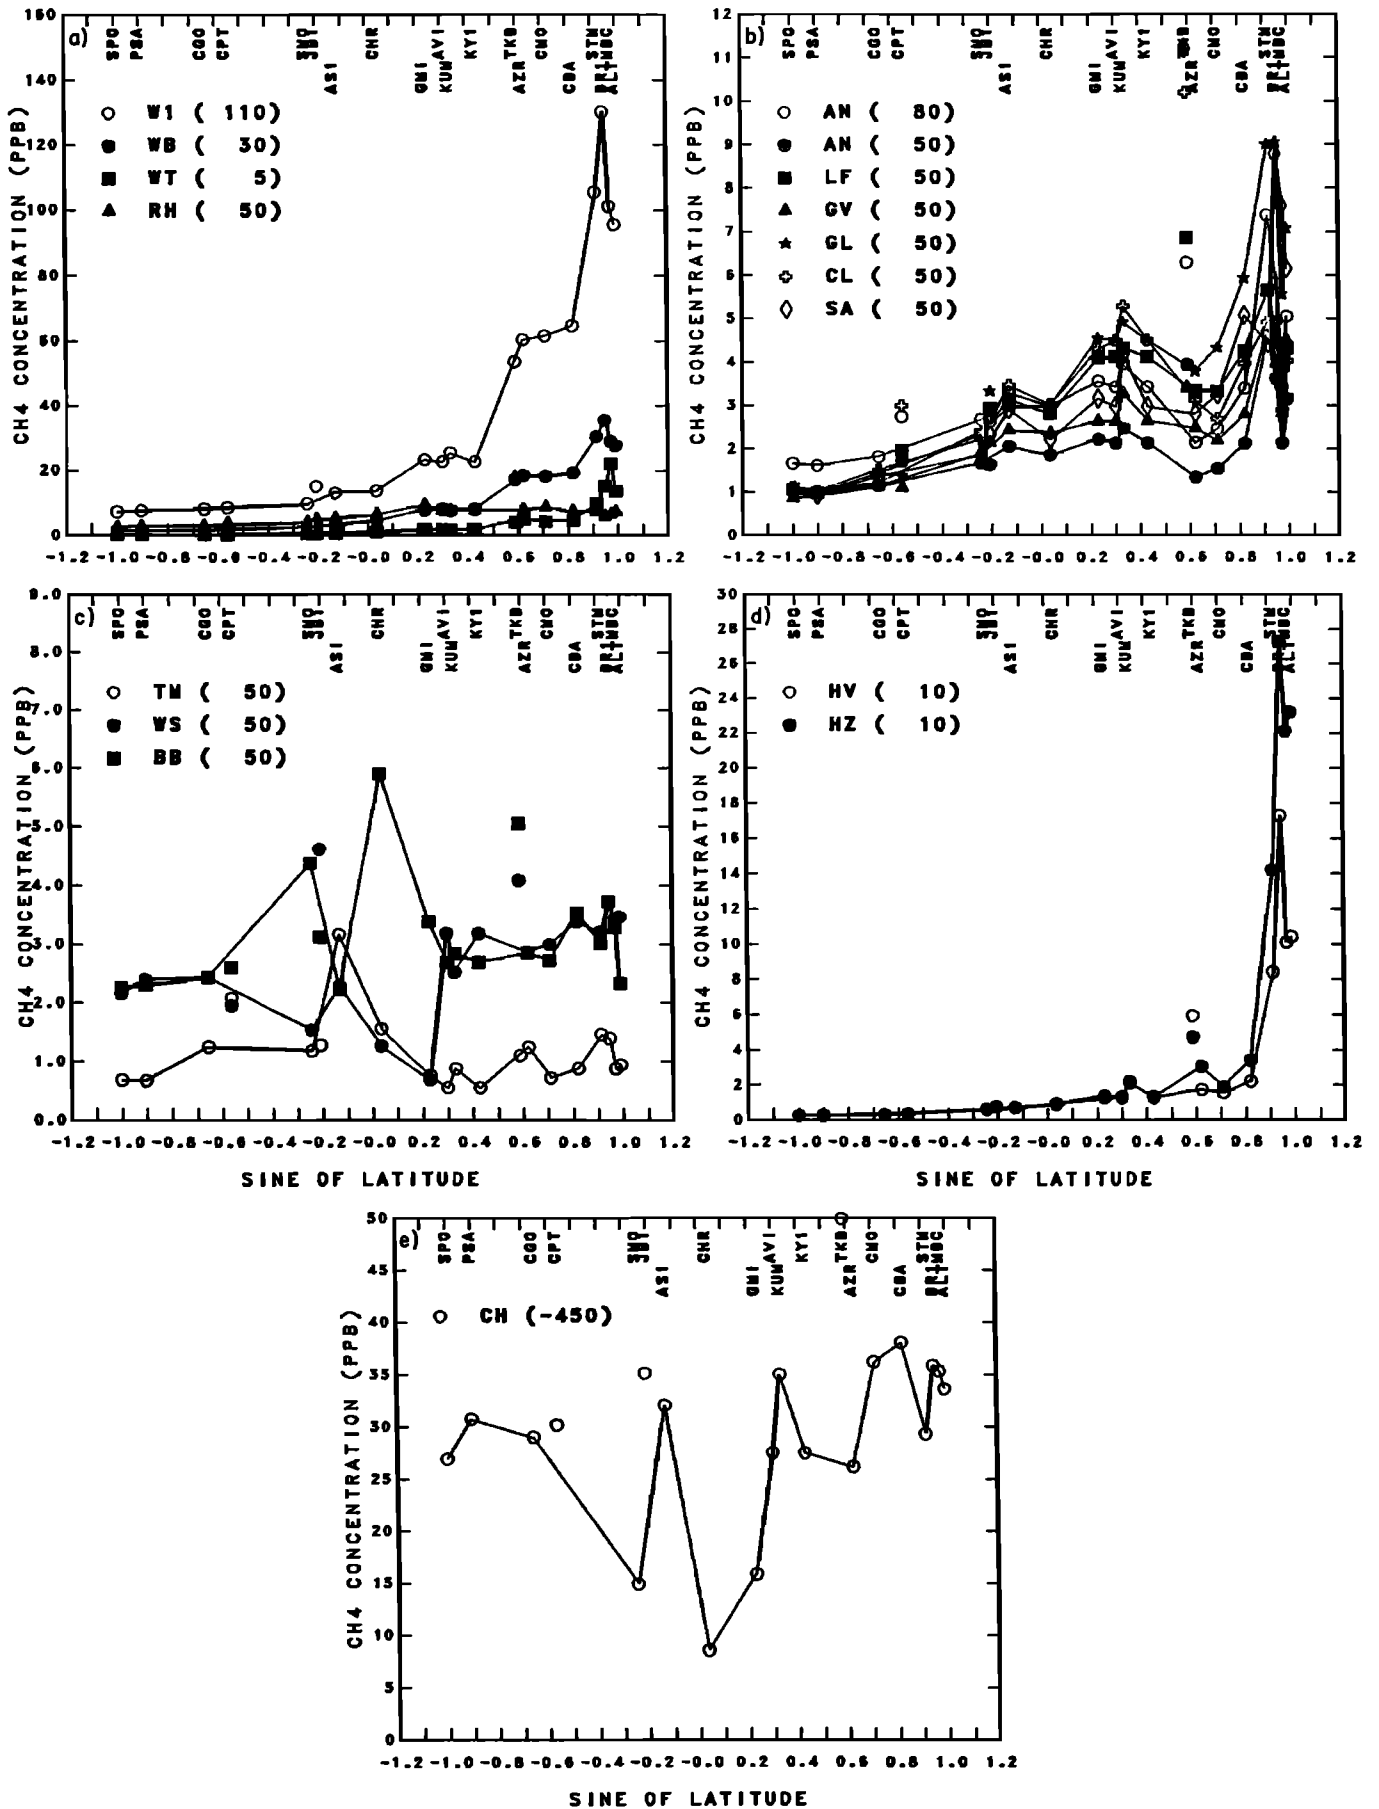 a)
SPO PSA CGO CPT SMO ASI CHR GMI KUM AVI KYI AZR TKB CMO CBA STM ALT MBC
CH4 CONCENTRATION (PPB)
160
140
120
100
80
60
40
20
0
W1 ( 110)
WB ( 30)
WT ( 5)
RH ( 50)
-1.2 -1.0 -0.8 -0.6 -0.4 -0.2 -0.0 0.2 0.4 0.6 0.8 1.0 1.2
b)
SPO PSA CGO CPT SMO ASI CHR GMI KUM AVI KYI AZR CMO CBA STM ALT MBC
CH4 CONCENTRATION (PPB)
12
11
10
9
8
7
6
5
4
3
2
1
0
AN ( 80)
AN ( 50)
LF ( 50)
GV ( 50)
GL ( 50)
CL ( 50)
SA ( 50)
-1.2 -1.0 -0.8 -0.6 -0.4 -0.2 -0.0 0.2 0.4 0.6 0.8 1.0 1.2
c)
SPO PSA CGO CPT SMO ASI CHR GMI KUM AVI KYI AZR TKB CMO CBA STM ALT MBC
CH4 CONCENTRATION (PPB)
9.0
8.0
7.0
6.0
5.0
4.0
3.0
2.0
1.0
0.0
TM ( 50)
WS ( 50)
BB ( 50)
-1.2 -1.0 -0.8 -0.6 -0.4 -0.2 -0.0 0.2 0.4 0.6 0.8 1.0 1.2
SINE OF LATITUDE
d)
SPO PSA CGO CPT SMO ASI CHR GMI KUM AVI KYI AZR TKB CMO CBA STM ALT MBC
CH4 CONCENTRATION (PPB)
30
28
26
24
22
20
18
16
14
12
10
8
6
4
2
0
HV ( 10)
HZ ( 10)
-1.2 -1.0 -0.8 -0.6 -0.4 -0.2 -0.0 0.2 0.4 0.6 0.8 1.0 1.2
SINE OF LATITUDE
e)
SPO PSA CGO CPT SMO ASI CHR GMI KUM AVI KYI AZR TKB CMO CBA STM ALT MBC
CH4 CONCENTRATION (PPB)
50
45
40
35
30
25
20
15
10
5
0
CH (-450)
-1.2 -1.0 -0.8 -0.6 -0.4 -0.2 -0.0 0.2 0.4 0.6 0.8 1.0 1.2
SINE OF LATITUDE